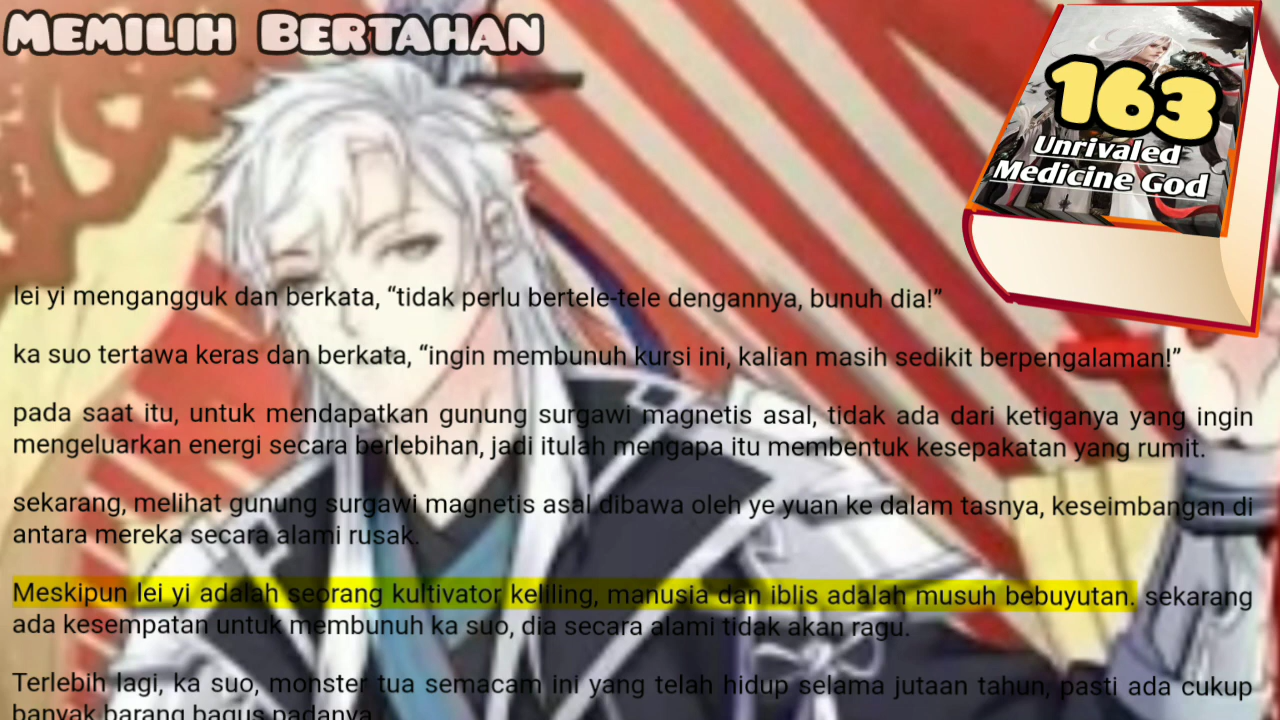 Memilih Bertahan
163
Unrivaled
Medicine God
lei yi mengangguk dan berkata, “tidak perlu bertele-tele dengannya, bunuh dia!”
ka suo tertawa keras dan berkata, “ingin membunuh kursi ini, kalian masih sedikit berpengalaman!”
pada saat itu, untuk mendapatkan gunung surgawi magnetis asal, tidak ada dari ketiganya yang ingin
mengeluarkan energi secara berlebihan, jadi itulah mengapa itu membentuk kesepakatan yang rumit.
sekarang, melihat gunung surgawi magnetis asal dibawa oleh ye yuan ke dalam tasnya, keseimbangan di
antara mereka secara alami rusak.
Meskipun lei yi adalah seorang kultivator keliling, manusia dan iblis adalah musuh bebuyutan. sekarang
ada kesempatan untuk membunuh ka suo, dia secara alami tidak akan ragu.
Terlebih lagi, ka suo, monster tua semacam ini yang telah hidup selama jutaan tahun, pasti ada cukup
banyak barang bagus padanya.